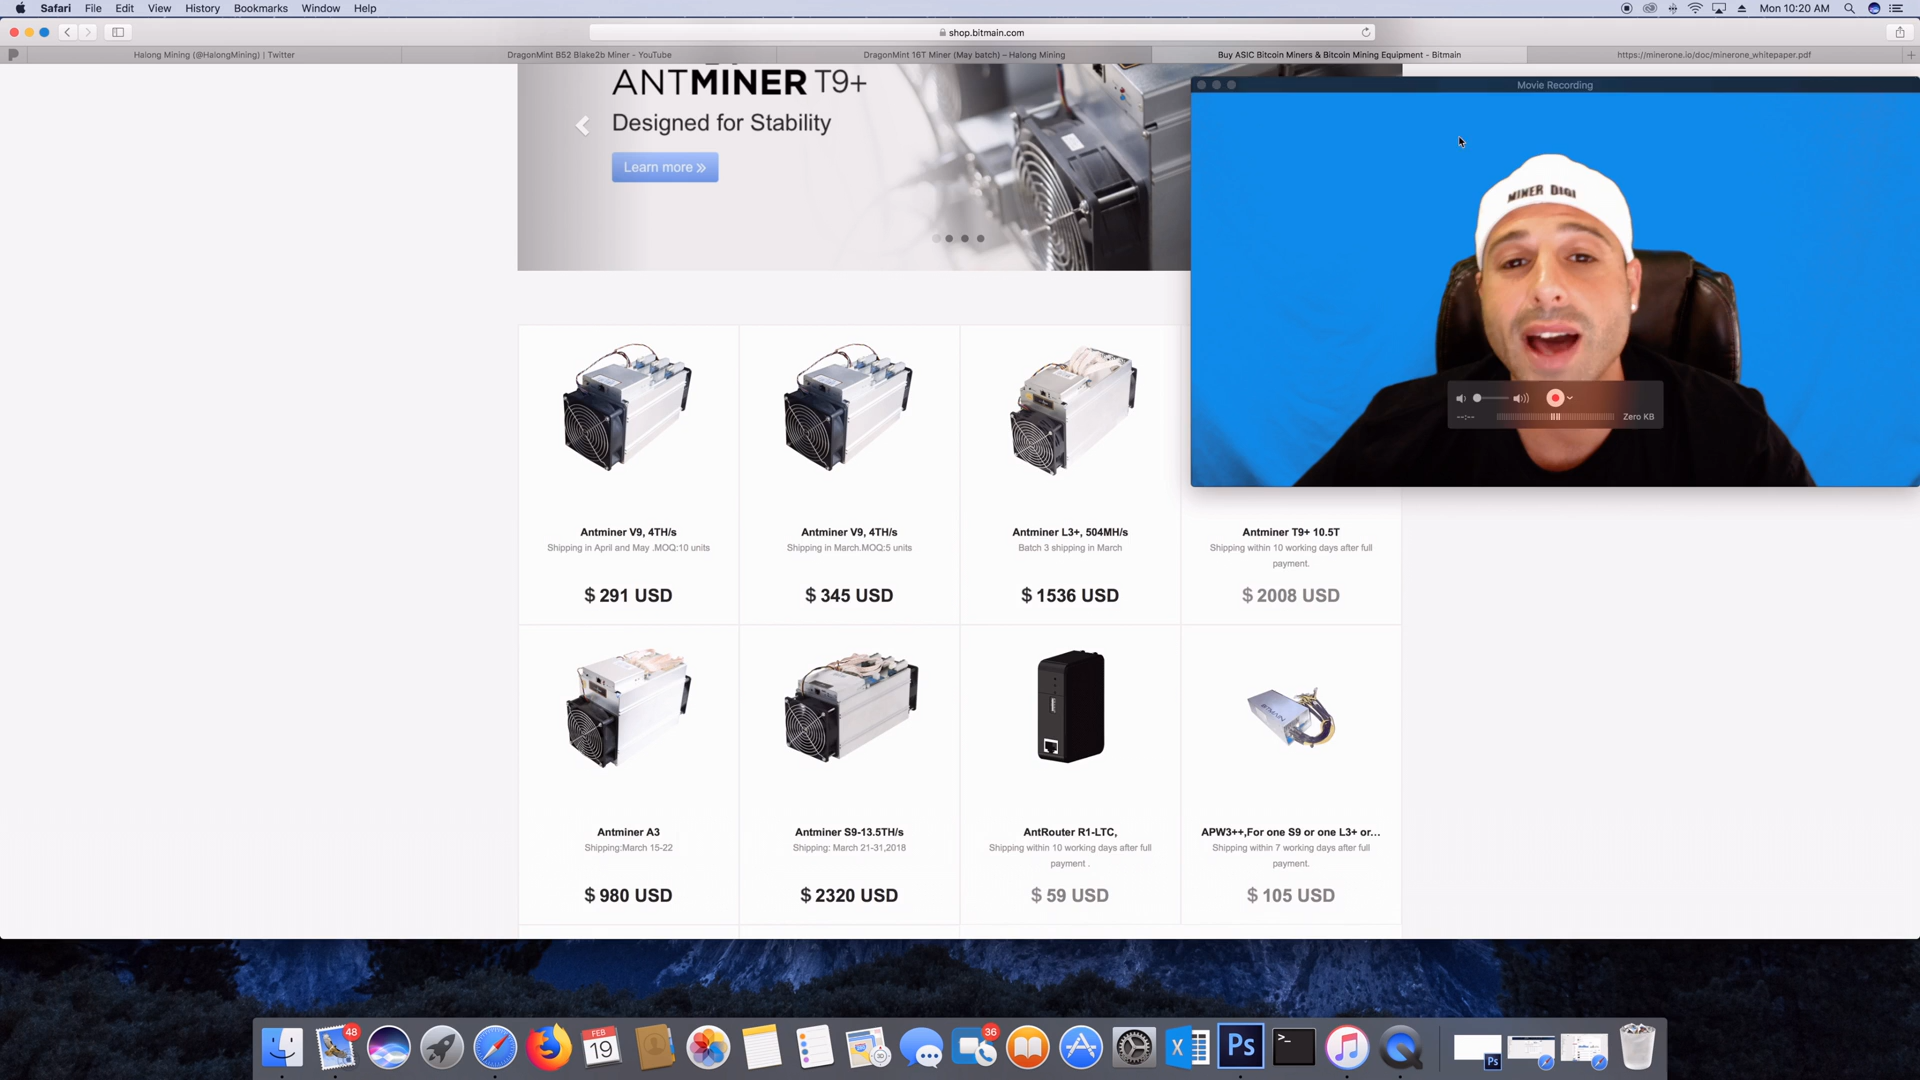 Safari File Edit View History Bookmarks Window Help
Mon 10:20 AM
shop.bitmain.com
Halong Mining (@HalongMining) | Twitter
DragonMint B52 Blake2b Miner - YouTube
DragonMint 16T Miner (May batch) – Halong Mining
Buy ASIC Bitcoin Miners & Bitcoin Mining Equipment - Bitmain
https://minerone.io/doc/minerone_whitepaper.pdf
ANTMINER T9+
Designed for Stability
Learn more »
Movie Recording
MINER DIGI
--:--
Zero KB
Antminer V9, 4TH/s
Shipping in April and May .MOQ:10 units
$ 291 USD
Antminer V9, 4TH/s
Shipping in March.MOQ:5 units
$ 345 USD
Antminer L3+, 504MH/s
Batch 3 shipping in March
$ 1536 USD
Antminer T9+ 10.5T
Shipping within 10 working days after full
payment.
$ 2008 USD
Antminer A3
Shipping:March 15-22
$ 980 USD
Antminer S9-13.5TH/s
Shipping: March 21-31,2018
$ 2320 USD
AntRouter R1-LTC,
Shipping within 10 working days after full
payment .
$ 59 USD
BITMAIN
APW3++,For one S9 or one L3+ or...
Shipping within 7 working days after full
payment.
$ 105 USD
48
FEB
19
36
Ps
Ps